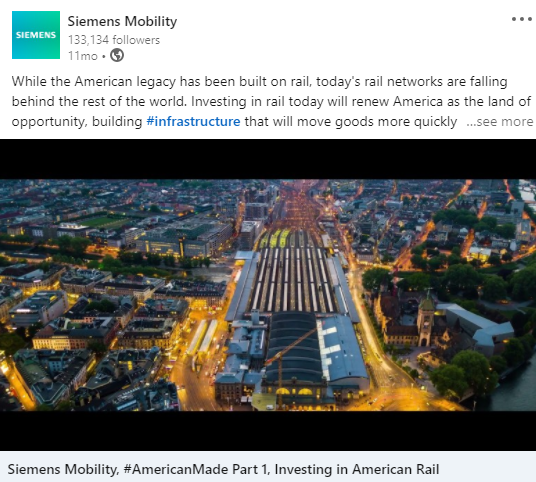 SIEMENS
Siemens Mobility
133,134 followers
11mo •
While the American legacy has been built on rail, today's rail networks are falling
behind the rest of the world. Investing in rail today will renew America as the land of
opportunity, building #infrastructure that will move goods more quickly ...see more
Siemens Mobility, #AmericanMade Part 1, Investing in American Rail